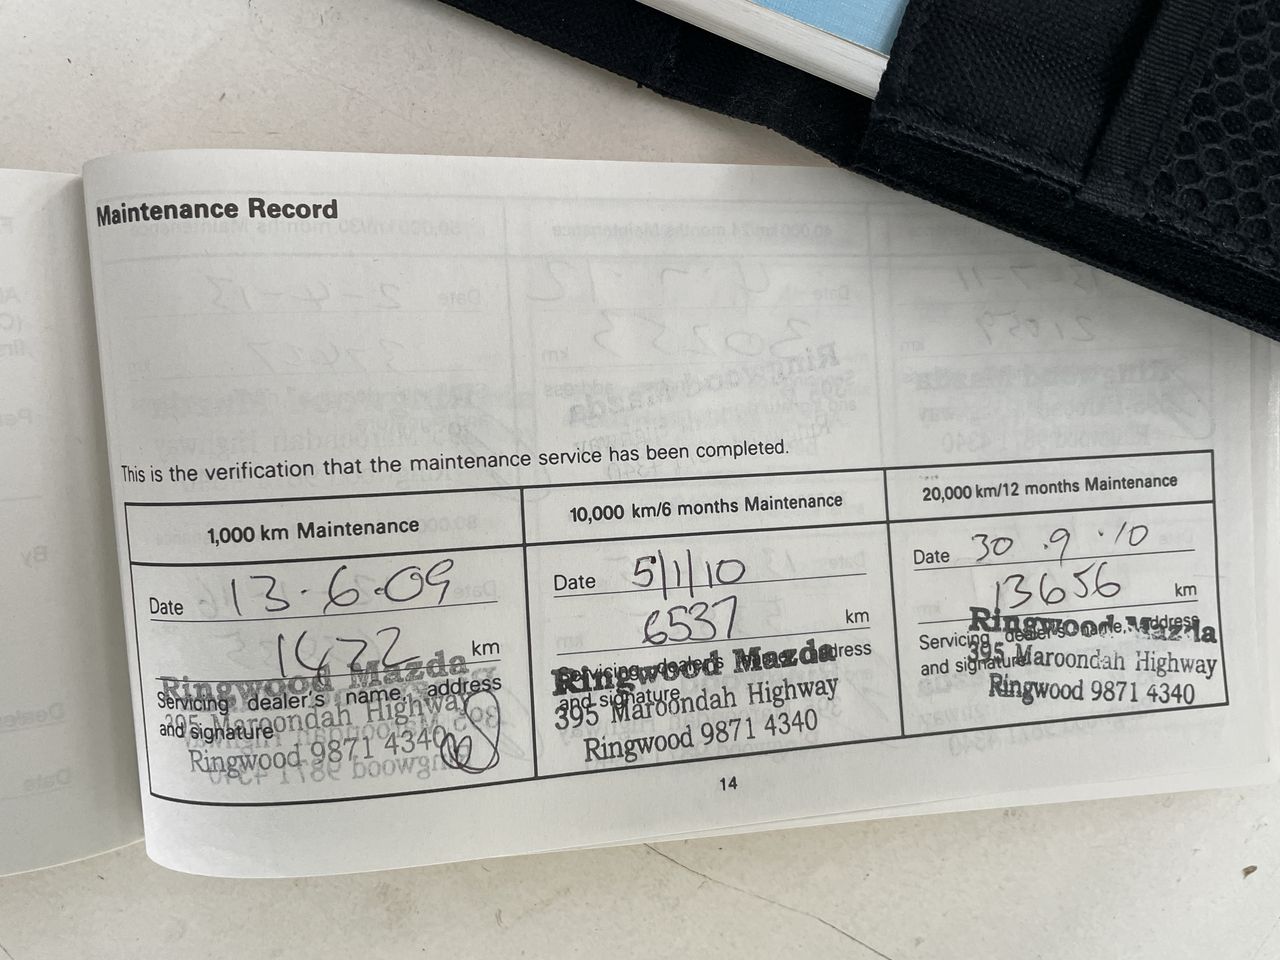 Maintenance Record
This is the verification that the maintenance service has been completed.
1,000 km Maintenance
Date 13·6·09
1472 km
Servicing dealer's name, address
and signature
Ringwood Mazda
395 Maroondah Highway
Ringwood 9871 4340
10,000 km/6 months Maintenance
Date 5/1/10
6537 km
Servicing dealer's name, address
and signature
Ringwood Mazda
395 Maroondah Highway
Ringwood 9871 4340
20,000 km/12 months Maintenance
Date 30·9·10
13656 km
Servicing dealer's name, address
and signature
Ringwood Mazda
395 Maroondah Highway
Ringwood 9871 4340
14